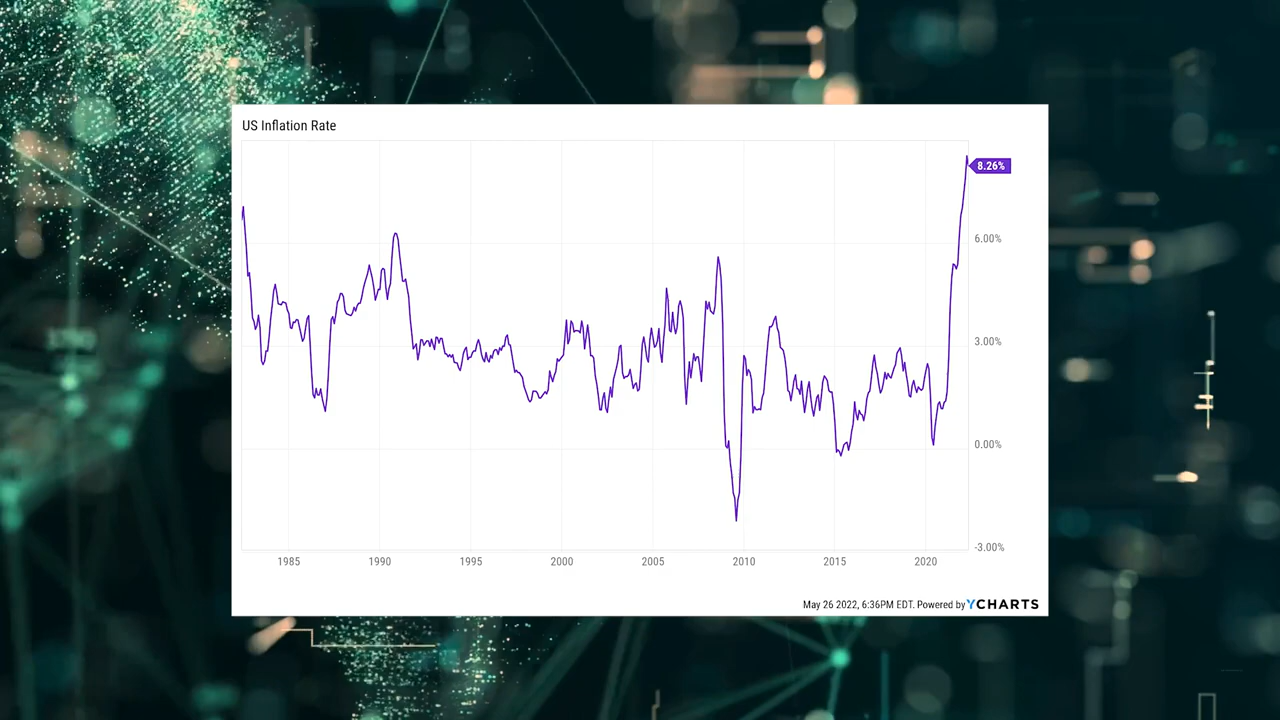 US Inflation Rate
8.26%
6.00%
3.00%
0.00%
-3.00%
1985 1990 1995 2000 2005 2010 2015 2020
May 26 2022, 6:36PM EDT. Powered by YCHARTS